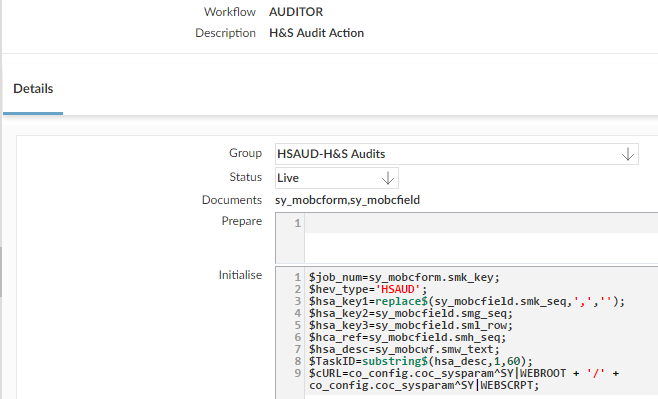 Workflow AUDITOR
Description H&S Audit Action
Details
Group HSAUD-H&S Audits
Status Live
Documents sy_mobcform,sy_mobcfield
Prepare 1
Initialise 1 $job_num=sy_mobcform.smk_key;
2 $hev_type='HSAUD';
3 $hsa_key1=replace$(sy_mobcfield.smk_seq,',','');
4 $hsa_key2=sy_mobcfield.smg_seq;
5 $hsa_key3=sy_mobcfield.sml_row;
6 $hca_ref=sy_mobcfield.smh_seq;
7 $hsa_desc=sy_mobcwf.smw_text;
8 $TaskID=substring$(hsa_desc,1,60);
9 $cURL=co_config.coc_sysparam^SY|WEBROOT + '/' +
co_config.coc_sysparam^SY|WEBSCRPT;